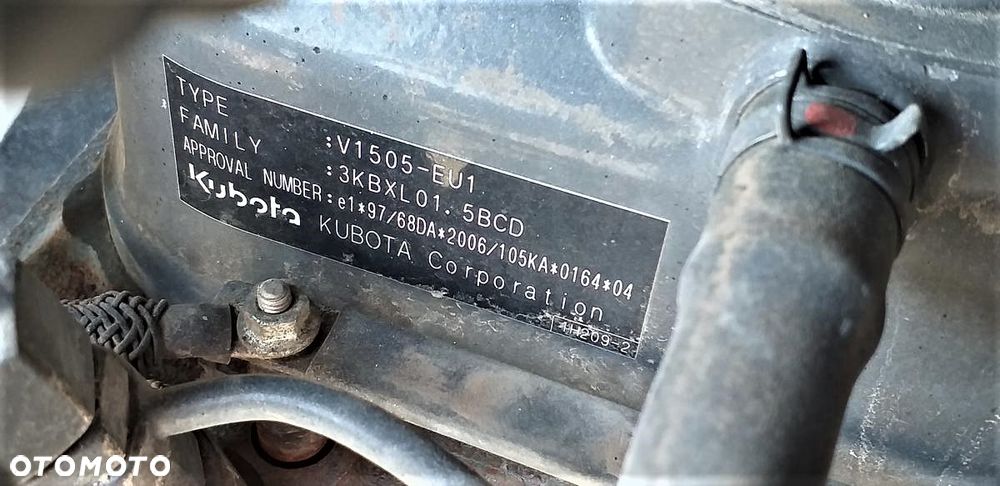 TYPE :V1505-EU1
FAMILY :3KBXL01.5BCD
APPROVAL NUMBER:e1*97/68DA*2006/105KA*0164*04
Kubota KUBOTA Corporation
1H209-2
OTOMOTO